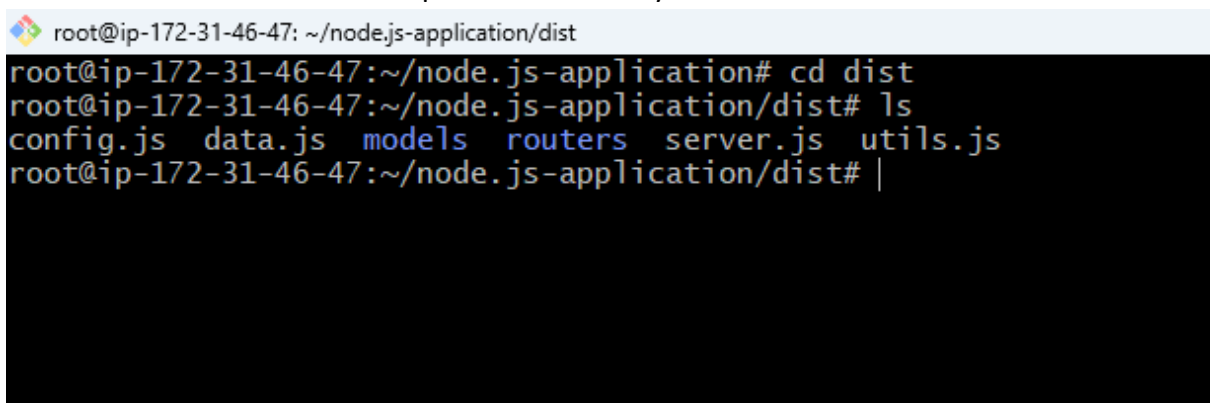 root@ip-172-31-46-47: ~/node.js-application/dist
root@ip-172-31-46-47:~/node.js-application# cd dist
root@ip-172-31-46-47:~/node.js-application/dist# ls
config.js  data.js  models  routers  server.js  utils.js
root@ip-172-31-46-47:~/node.js-application/dist#